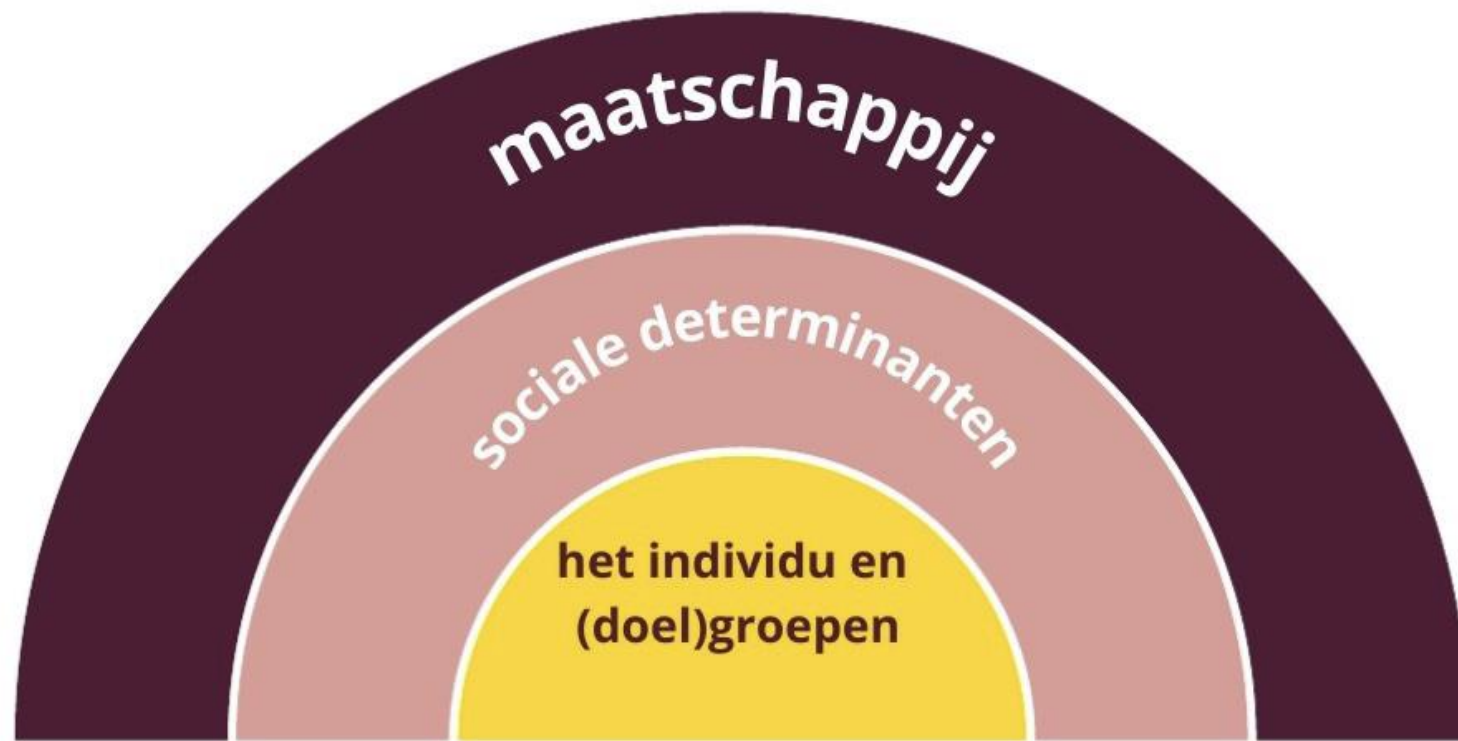 maatschappij
sociale determinanten
het individu en
(doel)groepen